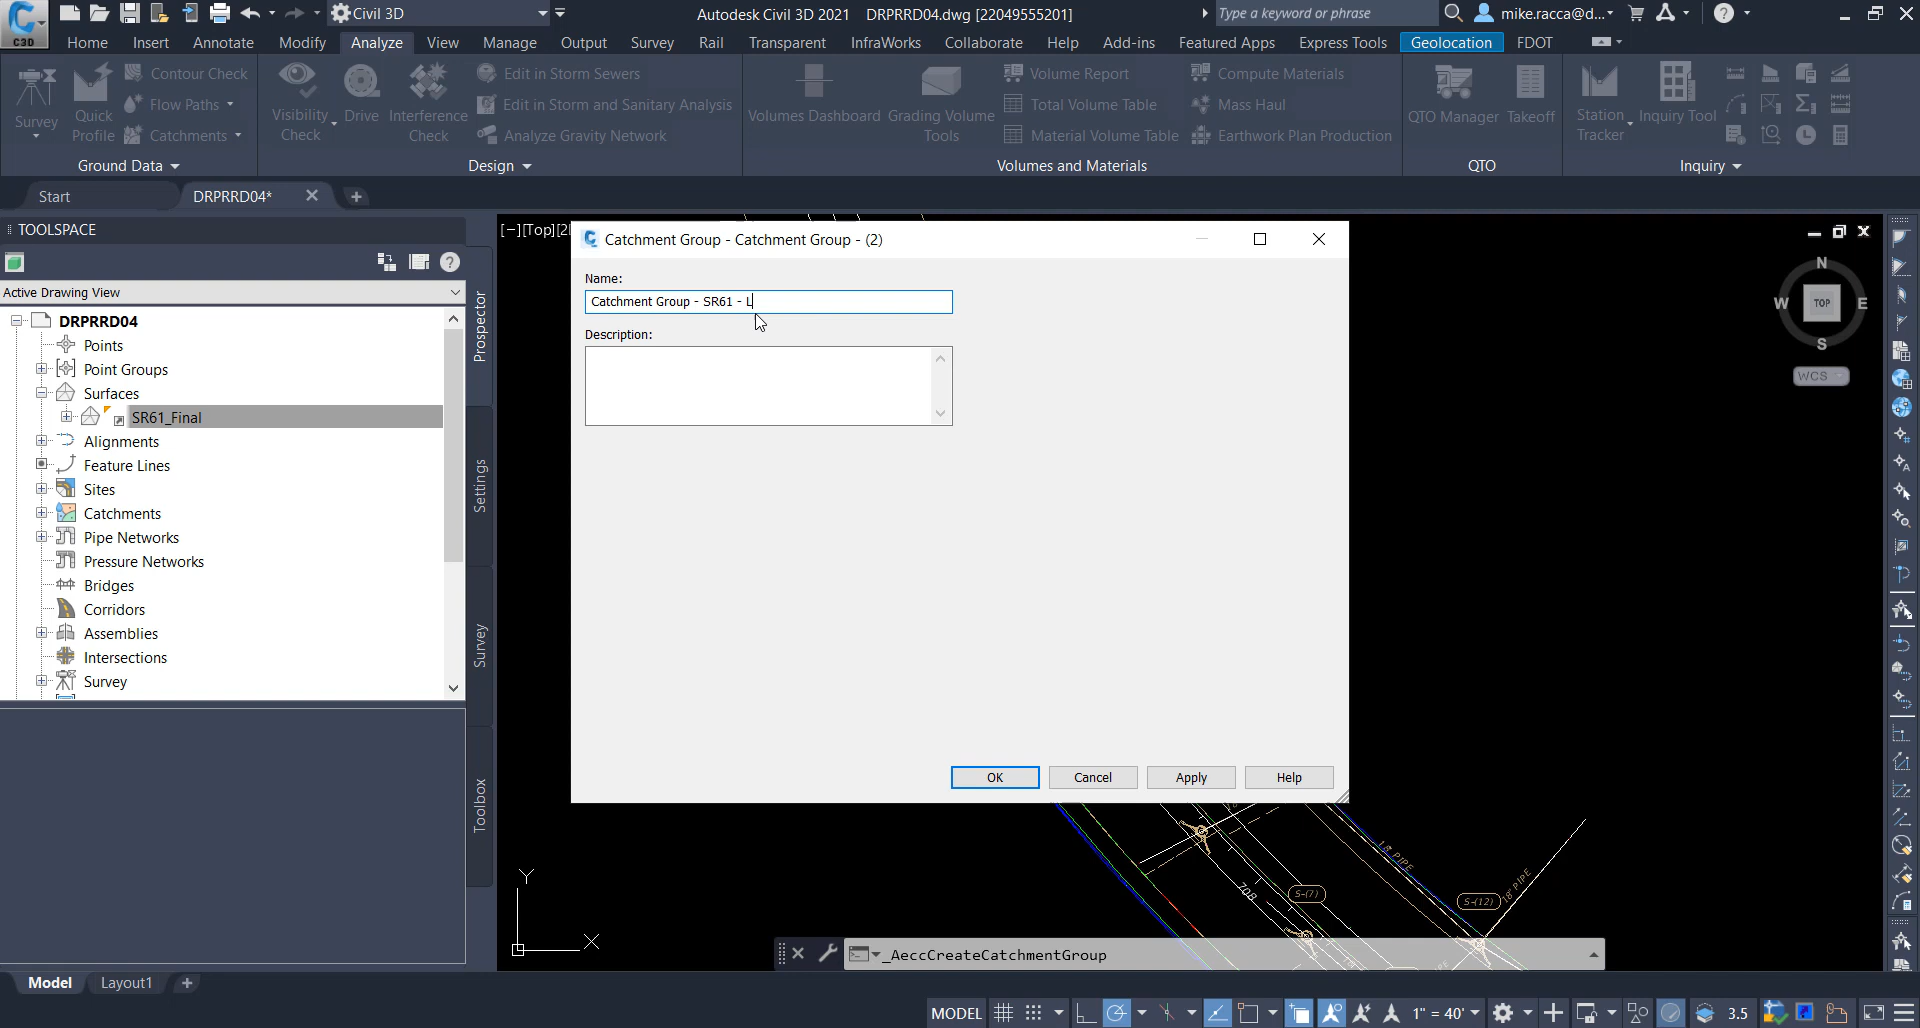 C3D
Civil 3D
Autodesk Civil 3D 2021 DRPRRD04.dwg [22049555201]
Type a keyword or phrase
mike.racca@d...
Home Insert Annotate Modify Analyze View Manage Output Survey Rail Transparent InfraWorks Collaborate Help Add-ins Featured Apps Express Tools Geolocation FDOT
Survey
Quick Profile
Contour Check
Flow Paths
Catchments
Ground Data
Visibility Check
Drive
Interference Check
Edit in Storm Sewers
Edit in Storm and Sanitary Analysis
Analyze Gravity Network
Design
Volumes Dashboard
Grading Volume Tools
Volume Report
Total Volume Table
Material Volume Table
Compute Materials
Mass Haul
Earthwork Plan Production
Volumes and Materials
QTO Manager
Takeoff
QTO
Station Tracker
Inquiry Tool
Inquiry
Start
DRPRRD04*
TOOLSPACE
Active Drawing View
DRPRRD04
Points
Point Groups
Surfaces
SR61_Final
Alignments
Feature Lines
Sites
Catchments
Pipe Networks
Pressure Networks
Bridges
Corridors
Assemblies
Intersections
Survey
Prospector
Settings
Survey
Toolbox
[−][Top][2
Catchment Group - Catchment Group - (2)
Name:
Catchment Group - SR61 - L
Description:
OK
Cancel
Apply
Help
N
W
TOP
E
S
WCS
18" PIPE
18" PIPE
708
S-(7)
S-(12)
Y
X
_AeccCreateCatchmentGroup
Model
Layout1
MODEL
1" = 40'
3.5